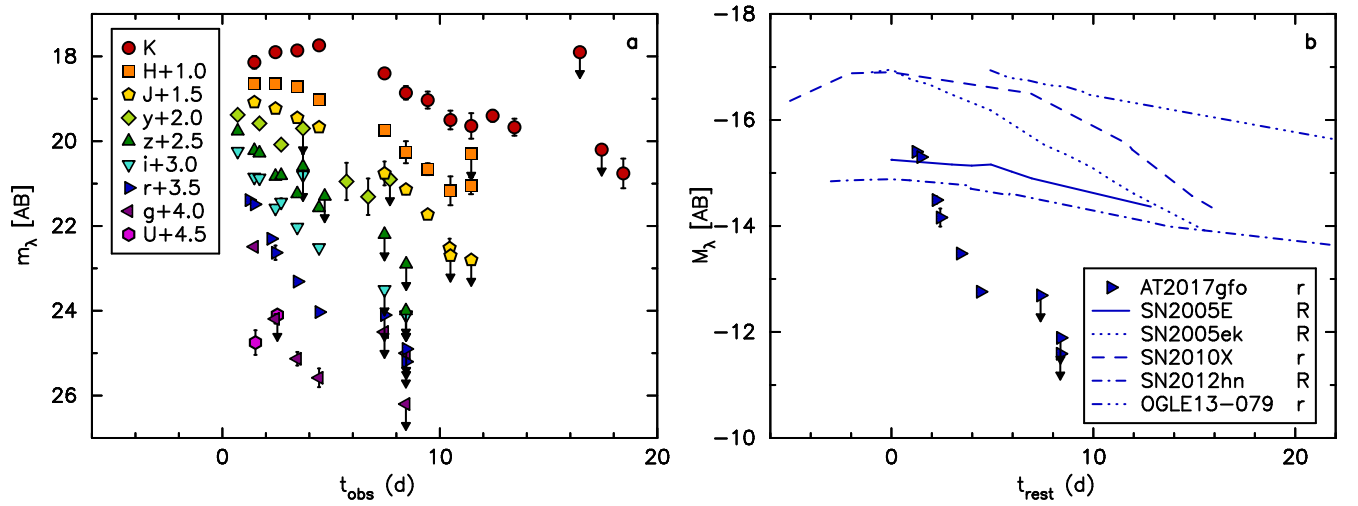 a
K
H+1.0
J+1.5
y+2.0
z+2.5
i+3.0
r+3.5
g+4.0
U+4.5
18
20
22
24
26
m_λ [AB]
0
10
20
t_obs (d)
b
−18
−16
−14
−12
−10
M_λ [AB]
AT2017gfo r
SN2005E R
SN2005ek R
SN2010X r
SN2012hn R
OGLE13−079 r
0
10
20
t_rest (d)